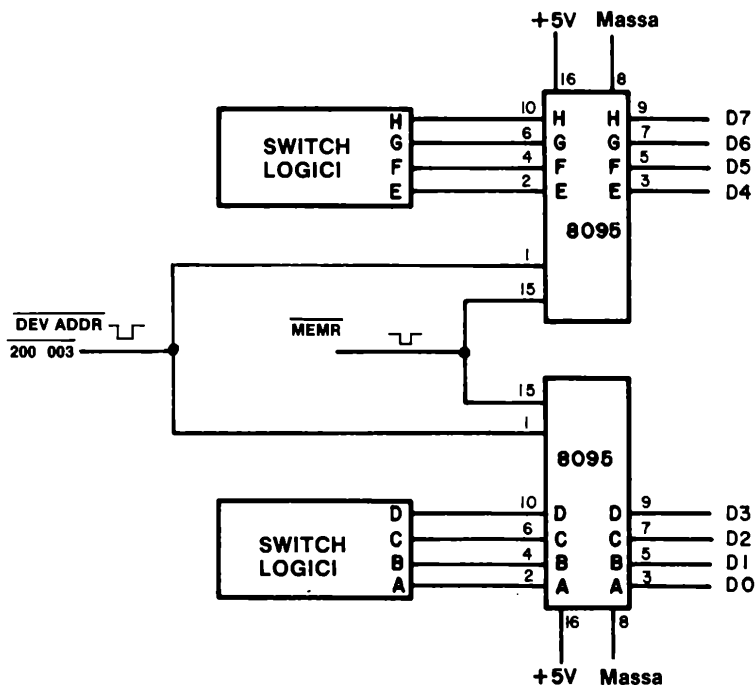 +5V Massa
16 8
SWITCH LOGICI
H 10 H H 9 D7
G 6 G G 7 D6
F 4 F F 5 D5
E 2 E E 3 D4
8095
1
15
DEV ADDR
200 003
MEMR
15
1
8095
SWITCH LOGICI
D 10 D D 9 D3
C 6 C C 7 D2
B 4 B B 5 D1
A 2 A A 3 D0
16 8
+5V Massa